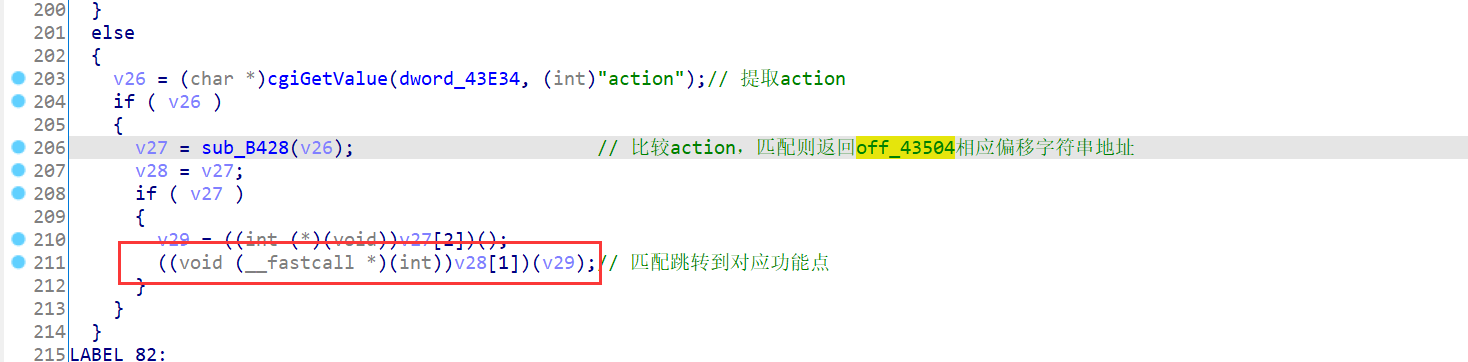 200 }
201 else
202 {
203 v26 = (char *)cgiGetValue(dword_43E34, (int)"action");// 提取action
204 if ( v26 )
205 {
206 v27 = sub_B428(v26); // 比较action，匹配则返回off_43504相应偏移字符串地址
207 v28 = v27;
208 if ( v27 )
209 {
210 v29 = ((int (*)(void))v27[2])();
211 ((void (__fastcall *)(int))v28[1])(v29);// 匹配跳转到对应功能点
212 }
213 }
214 }
215 LABEL_82: